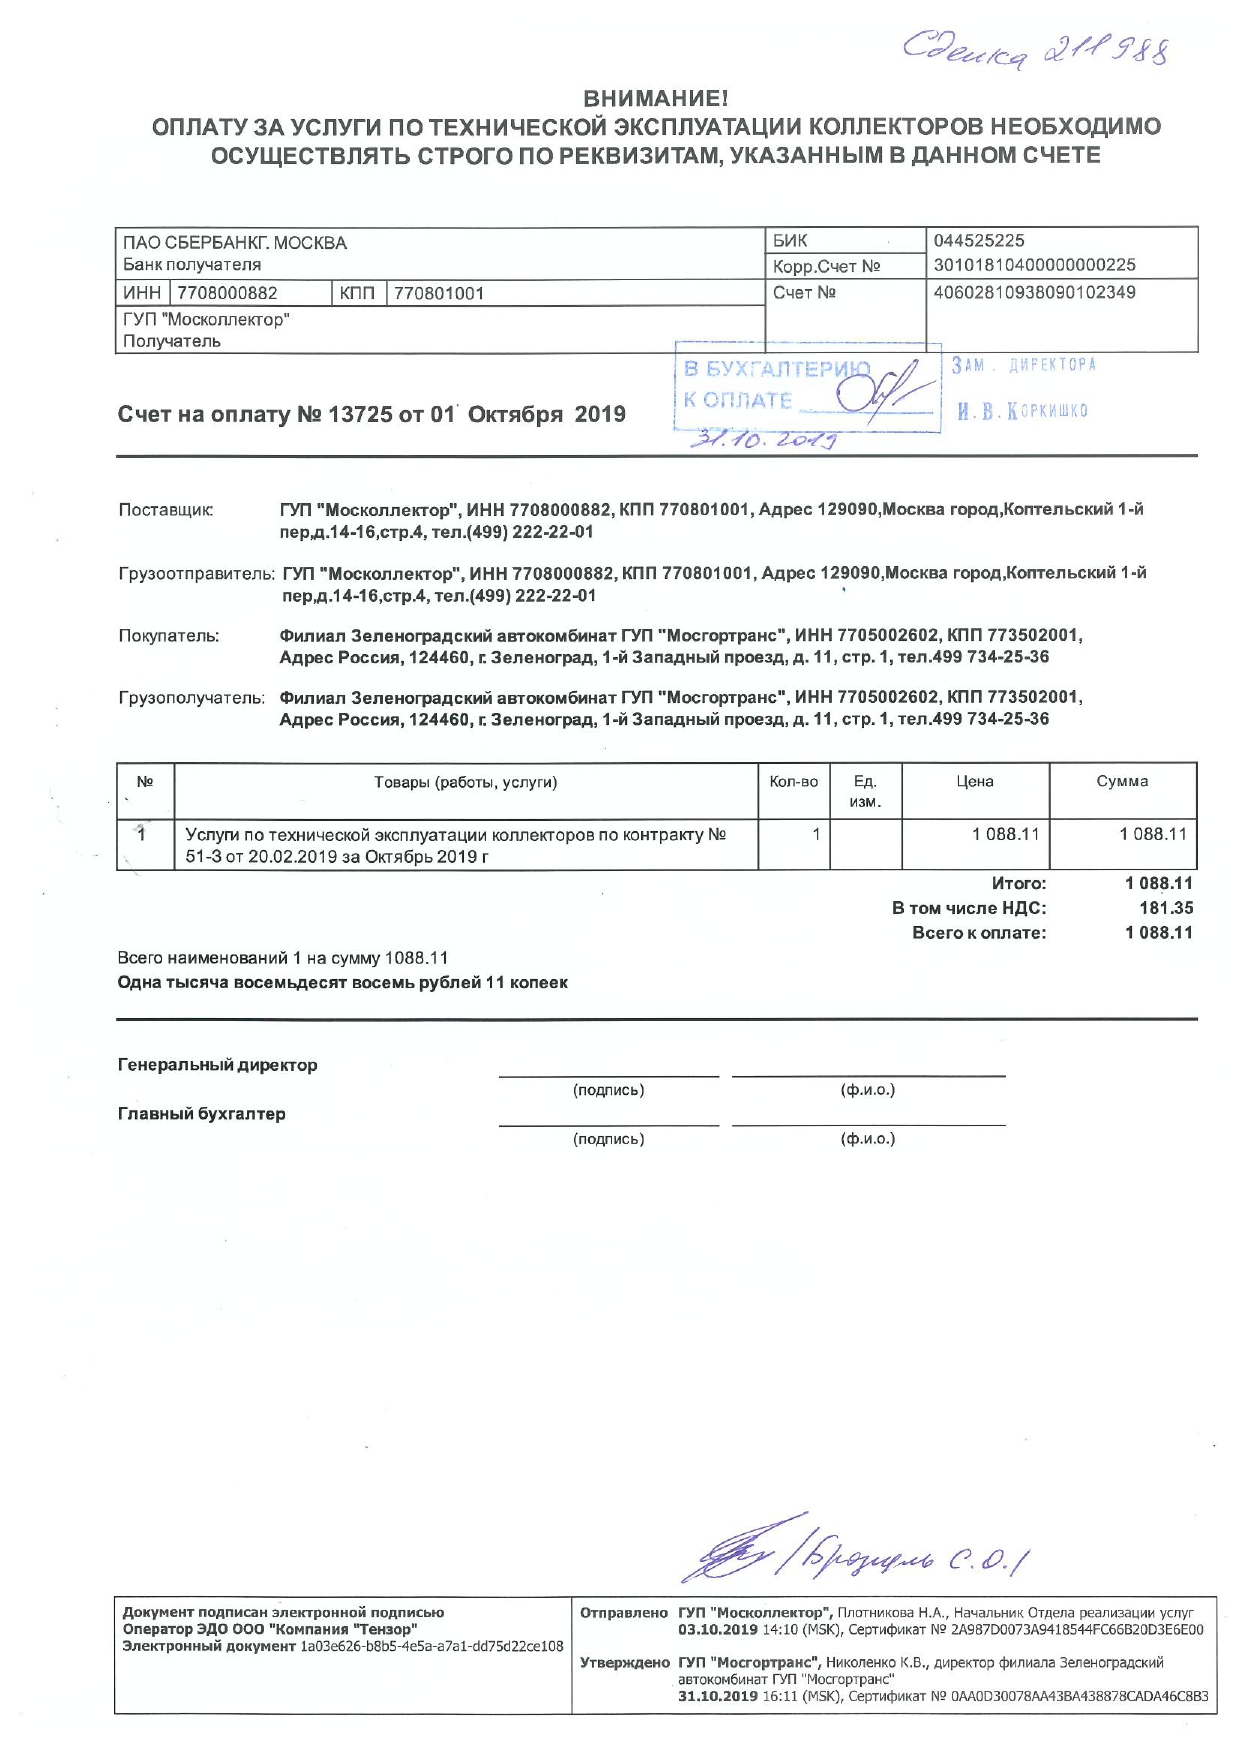 Сделка 211988
ВНИМАНИЕ!
ОПЛАТУ ЗА УСЛУГИ ПО ТЕХНИЧЕСКОЙ ЭКСПЛУАТАЦИИ КОЛЛЕКТОРОВ НЕОБХОДИМО
ОСУЩЕСТВЛЯТЬ СТРОГО ПО РЕКВИЗИТАМ, УКАЗАННЫМ В ДАННОМ СЧЕТЕ
ПАО СБЕРБАНКГ. МОСКВА БИК 044525225
Банк получателя Корр.Счет № 30101810400000000225
ИНН 7708000882 КПП 770801001 Счет № 40602810938090102349
ГУП "Москоллектор"
Получатель
В БУХГАЛТЕРИЮ ЗАМ. ДИРЕКТОРА
К ОПЛАТЕ И.В. КОРКИШКО
Счет на оплату № 13725 от 01 Октября 2019
31.10.2019
Поставщик: ГУП "Москоллектор", ИНН 7708000882, КПП 770801001, Адрес 129090,Москва город,Коптельский 1-й
пер,д.14-16,стр.4, тел.(499) 222-22-01
Грузоотправитель: ГУП "Москоллектор", ИНН 7708000882, КПП 770801001, Адрес 129090,Москва город,Коптельский 1-й
пер,д.14-16,стр.4, тел.(499) 222-22-01
Покупатель: Филиал Зеленоградский автокомбинат ГУП "Мосгортранс", ИНН 7705002602, КПП 773502001,
Адрес Россия, 124460, г. Зеленоград, 1-й Западный проезд, д. 11, стр. 1, тел.499 734-25-36
Грузополучатель: Филиал Зеленоградский автокомбинат ГУП "Мосгортранс", ИНН 7705002602, КПП 773502001,
Адрес Россия, 124460, г. Зеленоград, 1-й Западный проезд, д. 11, стр. 1, тел.499 734-25-36
№ Товары (работы, услуги) Кол-во Ед. Цена Сумма
изм.
1 Услуги по технической эксплуатации коллекторов по контракту № 1 1 088.11 1 088.11
51-З от 20.02.2019 за Октябрь 2019 г
Итого: 1 088.11
В том числе НДС: 181.35
Всего к оплате: 1 088.11
Всего наименований 1 на сумму 1088.11
Одна тысяча восемьдесят восемь рублей 11 копеек
Генеральный директор
(подпись) (ф.и.о.)
Главный бухгалтер
(подпись) (ф.и.о.)
С.О./
Документ подписан электронной подписью
Оператор ЭДО ООО "Компания "Тензор"
Электронный документ 1a03e626-b8b5-4e5a-a7a1-dd75d22ce108
Отправлено ГУП "Москоллектор", Плотникова Н.А., Начальник Отдела реализации услуг
03.10.2019 14:10 (MSK), Сертификат № 2A987D0073A9418544FC66B20D3E6E00
Утверждено ГУП "Мосгортранс", Николенко К.В., директор филиала Зеленоградский
автокомбинат ГУП "Мосгортранс"
31.10.2019 16:11 (MSK), Сертификат № 0AA0D30078AA43BA438878CADA46C8B3